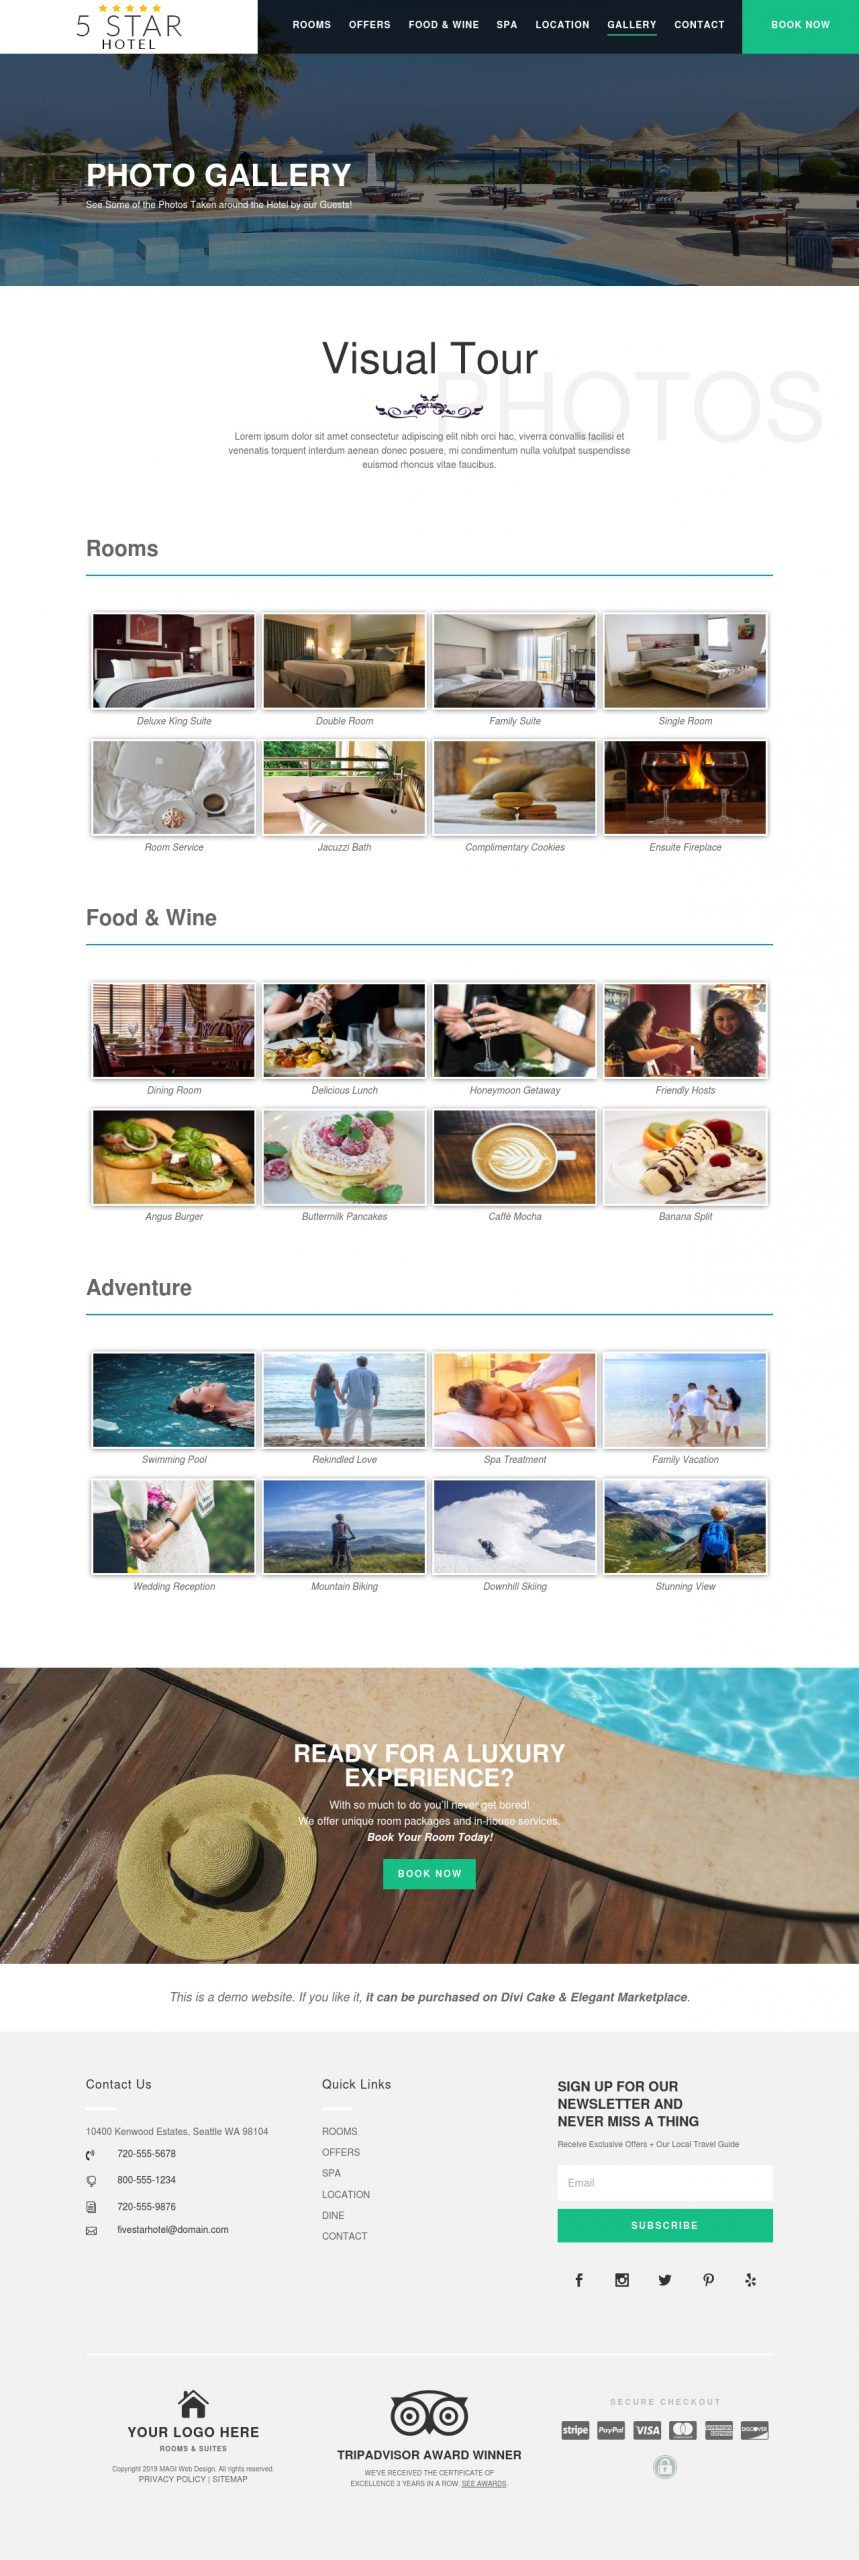 5 STAR
HOTEL
ROOMS OFFERS FOOD & WINE SPA LOCATION GALLERY CONTACT BOOK NOW
PHOTO GALLERY
See Some of the Photos Taken around the Hotel by our Guests!
Visual Tour
PHOTOS
Lorem ipsum dolor sit amet consectetur adipiscing elit nibh orci hac, viverra convallis facilisi et
venenatis torquent interdum aenean donec posuere, mi condimentum nulla volutpat suspendisse
euismod rhoncus vitae faucibus.
Rooms
Deluxe King Suite Double Room Family Suite Single Room
Room Service Jacuzzi Bath Complimentary Cookies Ensuite Fireplace
Food & Wine
Dining Room Delicious Lunch Honeymoon Getaway Friendly Hosts
Angus Burger Buttermilk Pancakes Caffè Mocha Banana Split
Adventure
Swimming Pool Rekindled Love Spa Treatment Family Vacation
Wedding Reception Mountain Biking Downhill Skiing Stunning View
READY FOR A LUXURY
EXPERIENCE?
With so much to do you'll never get bored!
We offer unique room packages and in-house services.
Book Your Room Today!
BOOK NOW
This is a demo website. If you like it, it can be purchased on Divi Cake & Elegant Marketplace.
Contact Us
10400 Kenwood Estates, Seattle WA 98104
720-555-5678
800-555-1234
720-555-9876
fivestarhotel@domain.com
Quick Links
ROOMS
OFFERS
SPA
LOCATION
DINE
CONTACT
SIGN UP FOR OUR
NEWSLETTER AND
NEVER MISS A THING
Receive Exclusive Offers + Our Local Travel Guide
Email
SUBSCRIBE
YOUR LOGO HERE
ROOMS & SUITES
Copyright 2019 MAGI Web Design. All rights reserved.
PRIVACY POLICY | SITEMAP
TRIPADVISOR AWARD WINNER
WE'VE RECEIVED THE CERTIFICATE OF
EXCELLENCE 3 YEARS IN A ROW. SEE AWARDS.
SECURE CHECKOUT
stripe PayPal VISA MasterCard AMERICAN EXPRESS DISCOVER